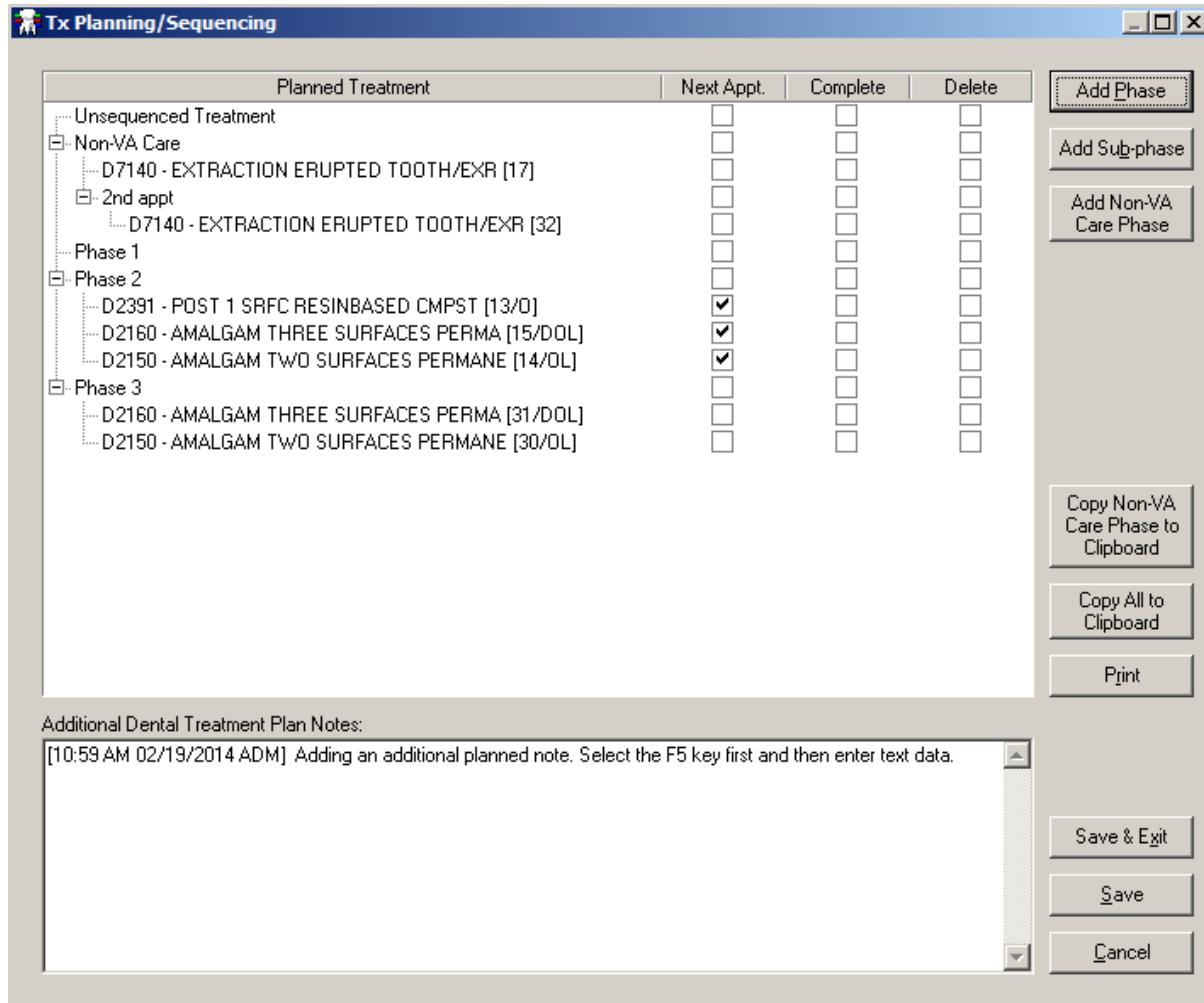 Tx Planning/Sequencing
Planned Treatment Next Appt. Complete Delete
Unsequenced Treatment
Non-VA Care
D7140 - EXTRACTION ERUPTED TOOTH/EXR [17]
2nd appt
D7140 - EXTRACTION ERUPTED TOOTH/EXR [32]
Phase 1
Phase 2
D2391 - POST 1 SRFC RESINBASED CMPST [13/O]
D2160 - AMALGAM THREE SURFACES PERMA [15/DOL]
D2150 - AMALGAM TWO SURFACES PERMANE [14/OL]
Phase 3
D2160 - AMALGAM THREE SURFACES PERMA [31/DOL]
D2150 - AMALGAM TWO SURFACES PERMANE [30/OL]
Add Phase
Add Sub-phase
Add Non-VA
Care Phase
Copy Non-VA
Care Phase to
Clipboard
Copy All to
Clipboard
Print
Additional Dental Treatment Plan Notes:
[10:59 AM 02/19/2014 ADM] Adding an additional planned note. Select the F5 key first and then enter text data.
Save & Exit
Save
Cancel